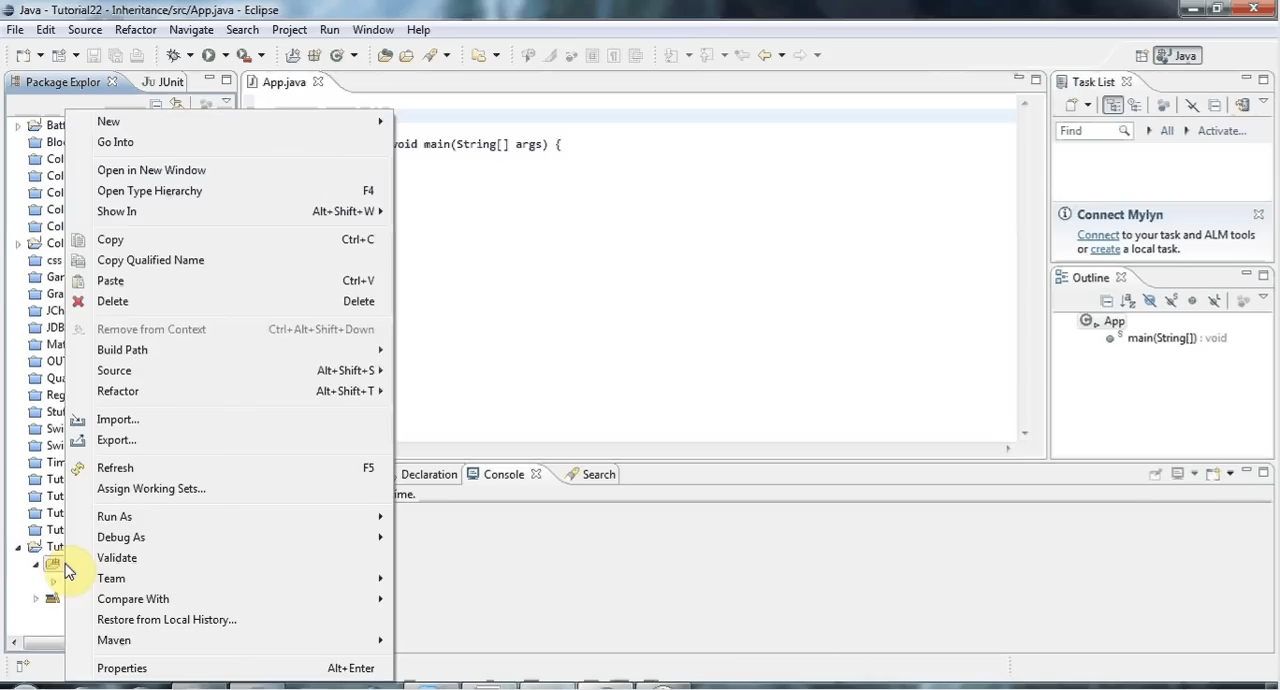 Java - Tutorial22 - Inheritance/src/App.java - Eclipse
File Edit Source Refactor Navigate Search Project Run Window Help
Java
Package Explor
JUnit
App.java
Task List
New
Go Into
Open in New Window
Open Type Hierarchy F4
Show In Alt+Shift+W
Copy Ctrl+C
Copy Qualified Name
Paste Ctrl+V
Delete Delete
Remove from Context Ctrl+Alt+Shift+Down
Build Path
Source Alt+Shift+S
Refactor Alt+Shift+T
Import...
Export...
Refresh F5
Assign Working Sets...
Run As
Debug As
Validate
Team
Compare With
Restore from Local History...
Maven
Properties Alt+Enter
Bat
Blo
Col
Col
Col
Col
Col
Col
css
Gar
Gra
JCh
JDB
Mat
OU
Qua
Reg
Stu
Swi
Swi
Tim
Tut
Tut
Tut
Tut
Tut
void main(String[] args) {
Find All Activate...
Connect Mylyn
Connect to your task and ALM tools
or create a local task.
Outline
App
main(String[]) : void
Declaration Console Search
ime.